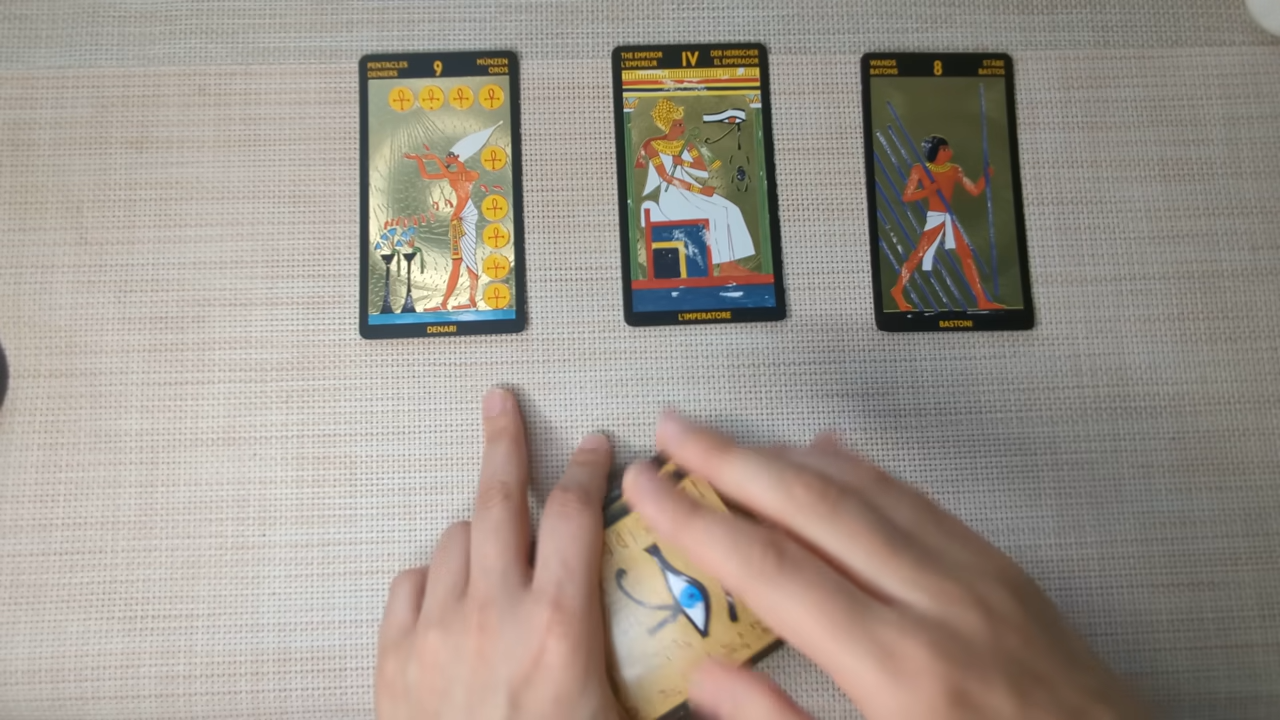 PENTACLES
DENIERS
9
MÜNZEN
OROS
DENARI
THE EMPEROR
L'EMPEREUR
IV
DER HERRSCHER
EL EMPERADOR
L'IMPERATORE
WANDS
BATONS
8
STÄBE
BASTOS
BASTONI